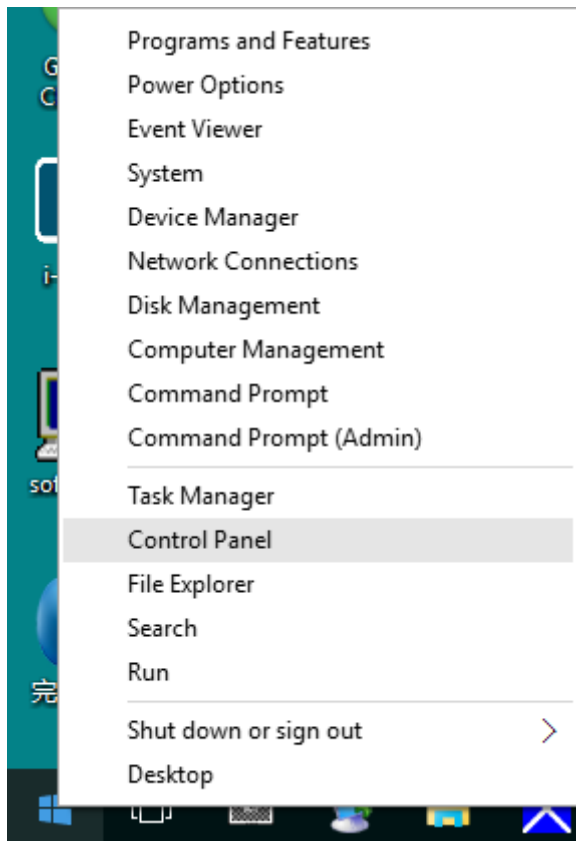 Programs and Features
Power Options
Event Viewer
System
Device Manager
Network Connections
Disk Management
Computer Management
Command Prompt
Command Prompt (Admin)
Task Manager
Control Panel
File Explorer
Search
Run
Shut down or sign out
Desktop